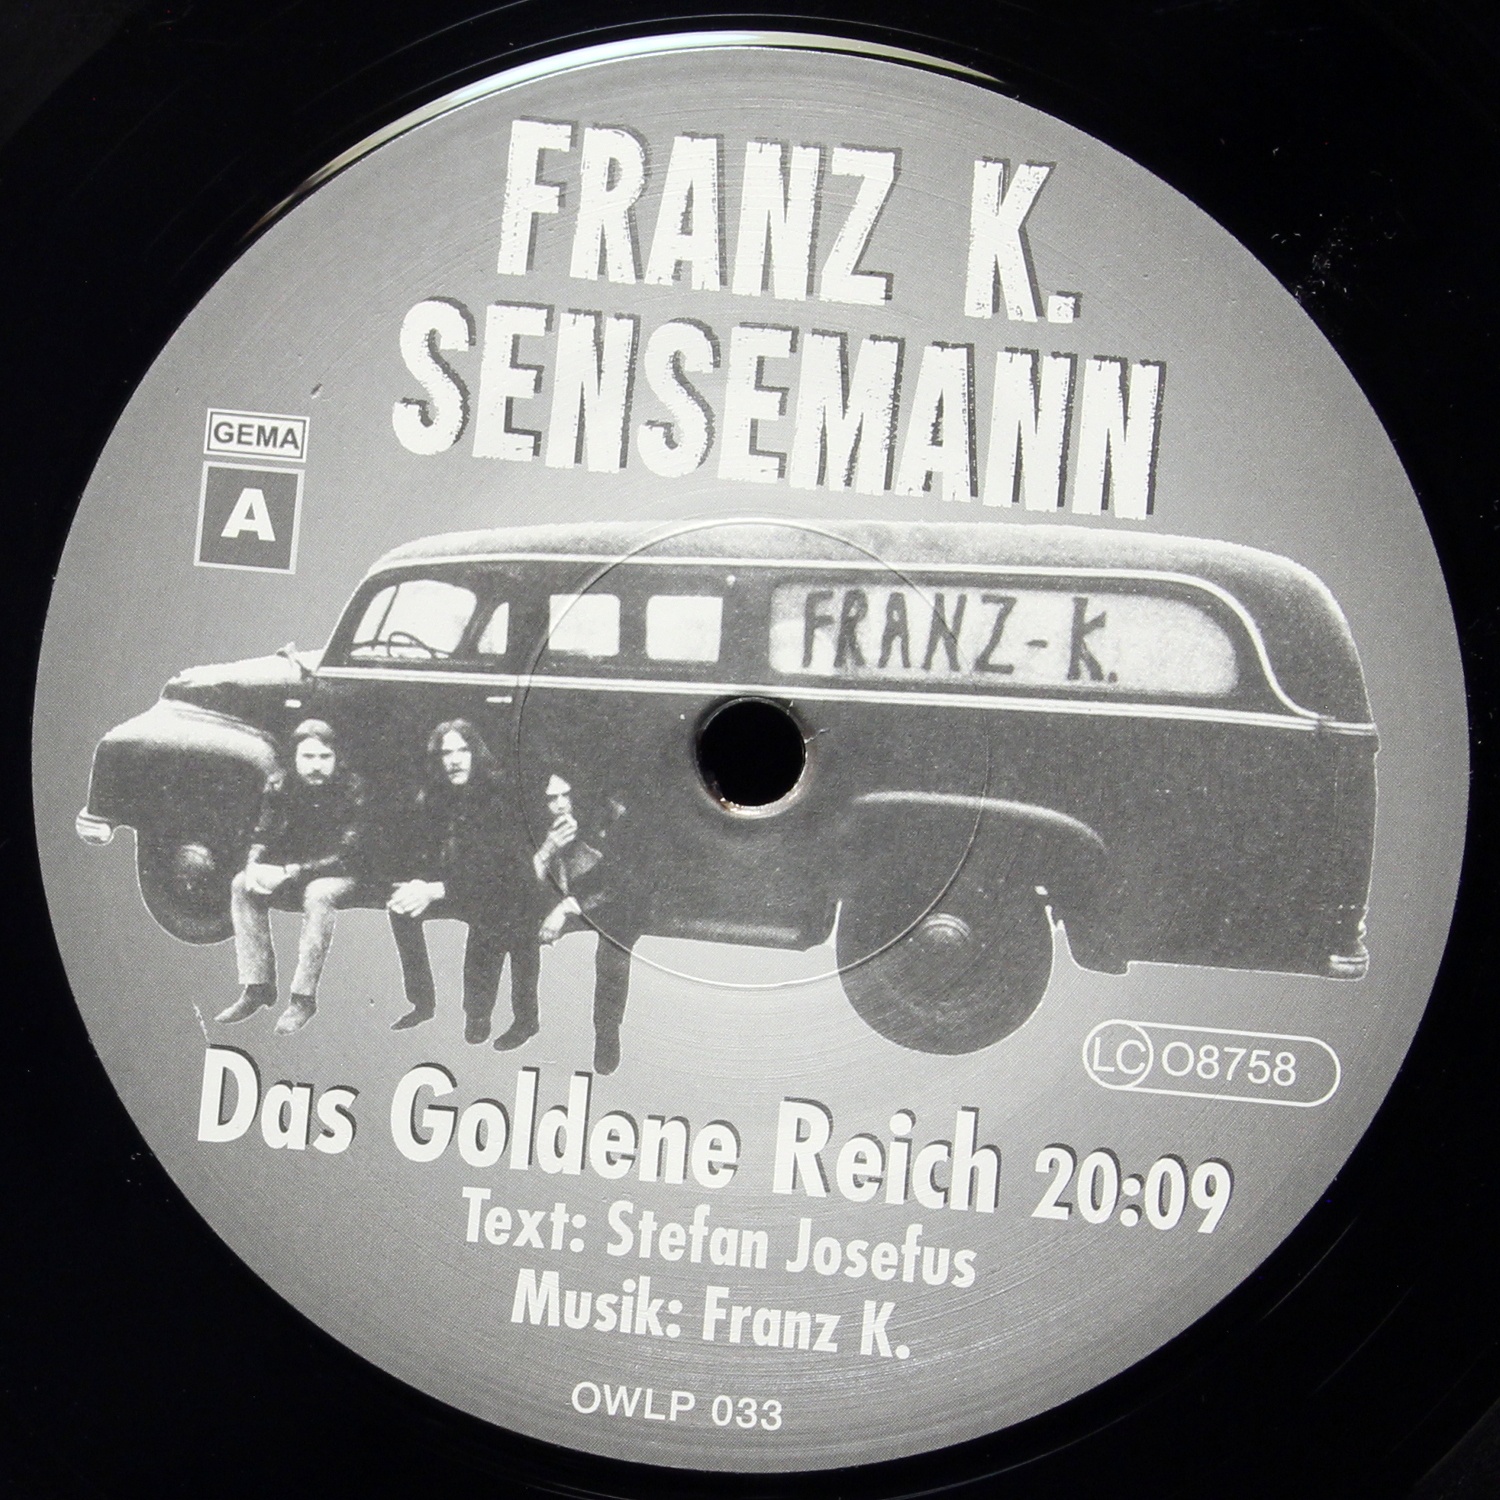 FRANZ K.
SENSEMANN
GEMA
A
FRANZ-K.
LC O8758
Das Goldene Reich 20:09
Text: Stefan Josefus
Musik: Franz K.
OWLP 033